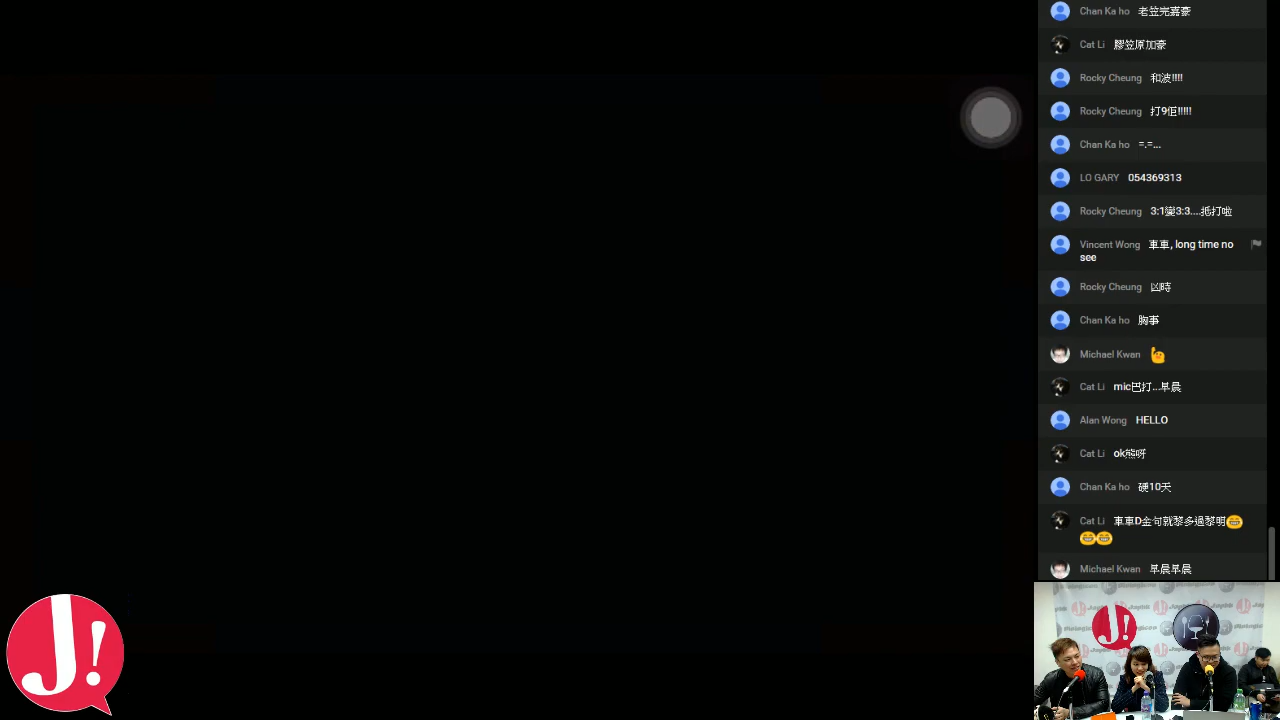 Chan Ka ho 老笠完嘉豪
Cat Li 膠笠原加豪
Rocky Cheung 和波!!!!
Rocky Cheung 打9佢!!!!!
Chan Ka ho =.=...
LO GARY 054369313
Rocky Cheung 3:1變3:3....抵打啦
Vincent Wong 車車, long time no
see
Rocky Cheung 凶時
Chan Ka ho 胸事
Michael Kwan
Cat Li mic巴打...早晨
Alan Wong HELLO
Cat Li ok熊呀
Chan Ka ho 硬10天
Cat Li 車車D金句就黎多過黎明
Michael Kwan 早晨早晨
J!
J!